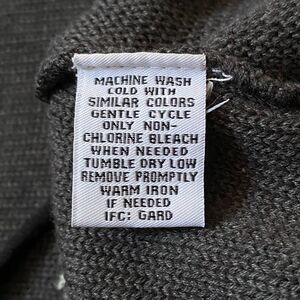 MACHINE WASH
COLD WITH
SIMILAR COLORS
GENTLE CYCLE
ONLY NON-
CHLORINE BLEACH
WHEN NEEDED
TUMBLE DRY LOW
REMOVE PROMPTLY
WARM IRON
IF NEEDED
IFC: GARD